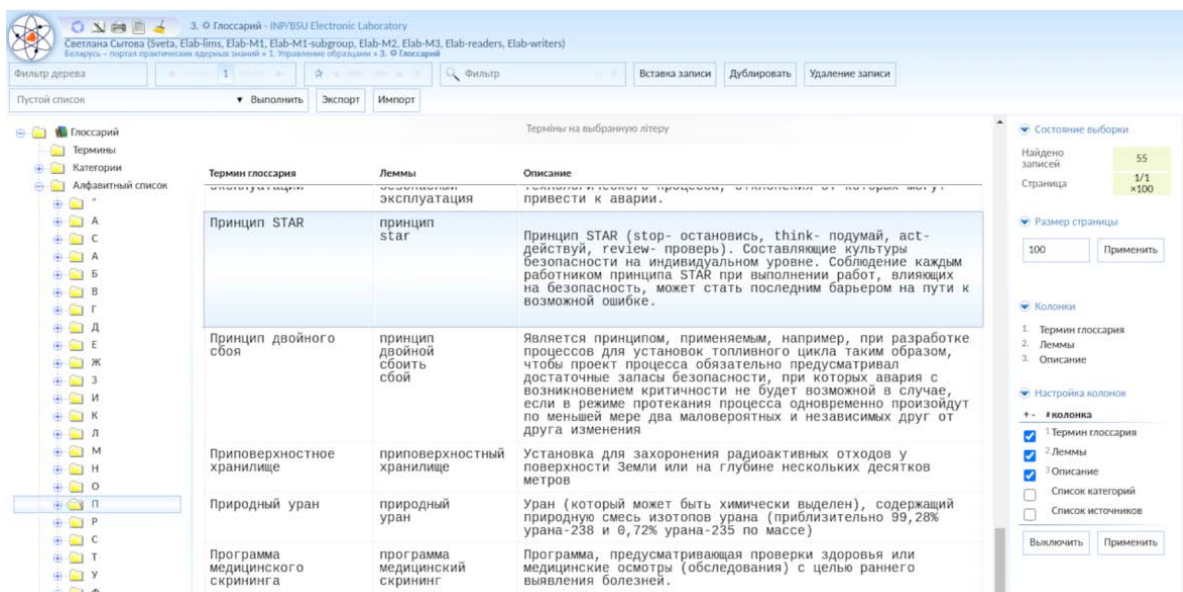 3. Глоссарий - INP/BSU Electronic Laboratory
Светлана Сытова (Sveta, Elab-lims, Elab-M1, Elab-M1-subgroup, Elab-M2, Elab-M3, Elab-readers, Elab-writers)
Беларусь – портал практических ядерных знаний » 1. Управление образцами » 3. Глоссарий
Фильтр дерева 1 Фильтр Вставка записи Дублировать Удаление записи
Пустой список ▼ Выполнить Экспорт Импорт
Глоссарий
Термины
Категории
Алфавитный список
"
A
C
А
Б
В
Г
Д
Е
Ж
З
И
К
Л
М
Н
О
П
Р
С
Т
У
Ф
Терміны на выбранную літеру
Термин глоссария Леммы Описание
эксплуатации безопасный технологического процесса, отклонения от которых могут
эксплуатация привести к аварии.
Принцип STAR
принцип
star
Принцип STAR (stop- остановись, think- подумай, act-
действуй, review- проверь). Составляющие культуры
безопасности на индивидуальном уровне. Соблюдение каждым
работником принципа STAR при выполнении работ, влияющих
на безопасность, может стать последним барьером на пути к
возможной ошибке.
Принцип двойного
сбоя
принцип
двойной
сбоить
сбой
Является принципом, применяемым, например, при разработке
процессов для установок топливного цикла таким образом,
чтобы проект процесса обязательно предусматривал
достаточные запасы безопасности, при которых авария с
возникновением критичности не будет возможной в случае,
если в режиме протекания процесса одновременно произойдут
по меньшей мере два маловероятных и независимых друг от
друга изменения
Приповерхностное
хранилище
приповерхностный
хранилище
Установка для захоронения радиоактивных отходов у
поверхности Земли или на глубине нескольких десятков
метров
Природный уран
природный
уран
Уран (который может быть химически выделен), содержащий
природную смесь изотопов урана (приблизительно 99,28%
урана-238 и 0,72% урана-235 по массе)
Программа
медицинского
скрининга
программа
медицинский
скрининг
Программа, предусматривающая проверки здоровья или
медицинские осмотры (обследования) с целью раннего
выявления болезней.
Состояние выборки
Найдено
записей
55
Страница
1/1
×100
Размер страницы
100 Применить
Колонки
1. Термин глоссария
2. Леммы
3. Описание
Настройка колонок
+ - # колонка
1 Термин глоссария
2 Леммы
3 Описание
Список категорий
Список источников
Выключить Применить